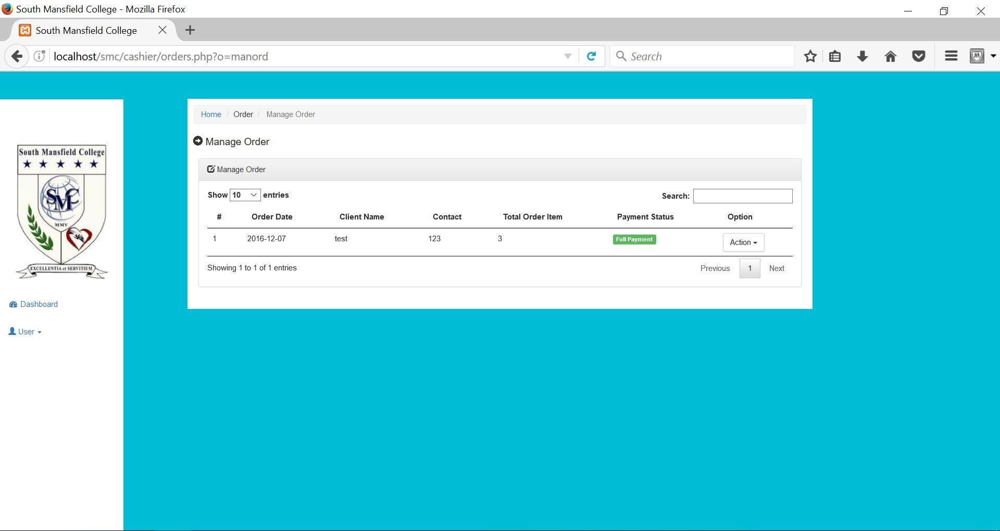 South Mansfield College - Mozilla Firefox
South Mansfield College
localhost/smc/cashier/orders.php?o=manord
Search
Home / Order / Manage Order
Manage Order
Manage Order
Show 10 entries
Search:
# Order Date Client Name Contact Total Order Item Payment Status Option
1 2016-12-07 test 123 3 Full Payment Action
Showing 1 to 1 of 1 entries
Previous 1 Next
South Mansfield College
SMC
MMV
EXCELLENTIA et SERVITIUM
Dashboard
User